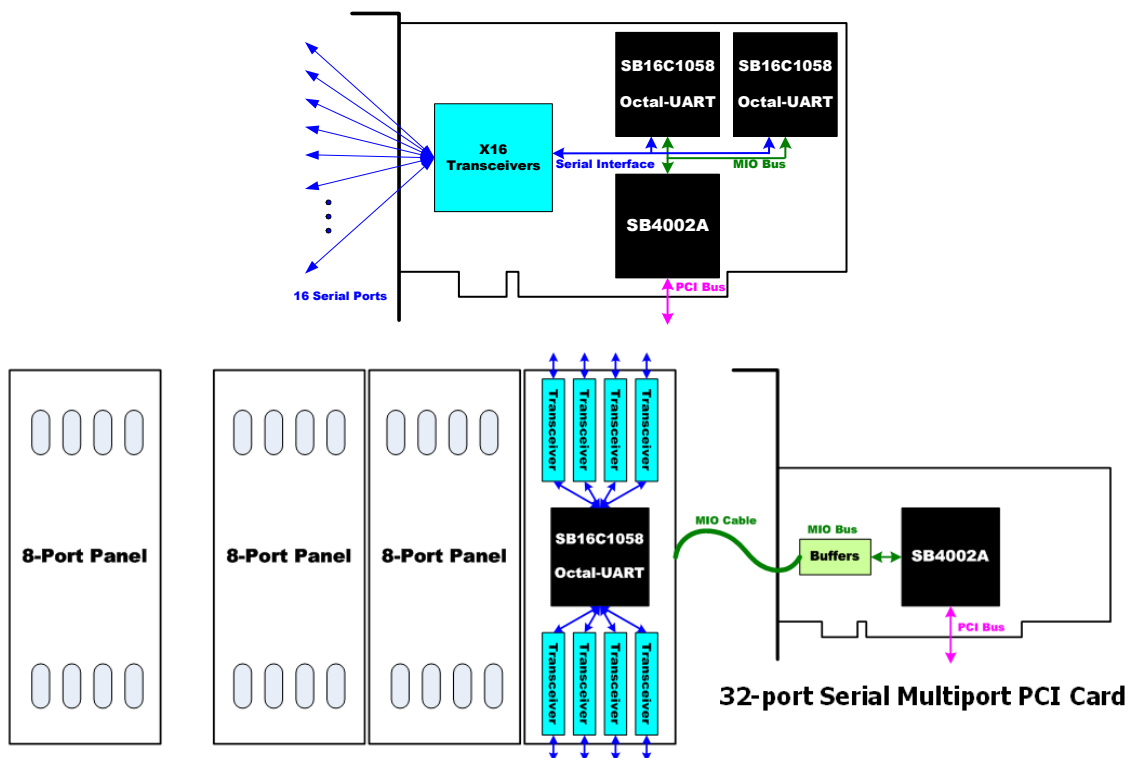 SB16C1058
Octal-UART
SB16C1058
Octal-UART
X16
Transceivers
Serial Interface
MIO Bus
SB4002A
PCI Bus
16 Serial Ports
Transceiver
Transceiver
Transceiver
Transceiver
8-Port Panel
8-Port Panel
8-Port Panel
SB16C1058
Octal-UART
MIO Cable
MIO Bus
Buffers
SB4002A
PCI Bus
Transceiver
Transceiver
Transceiver
Transceiver
32-port Serial Multiport PCI Card